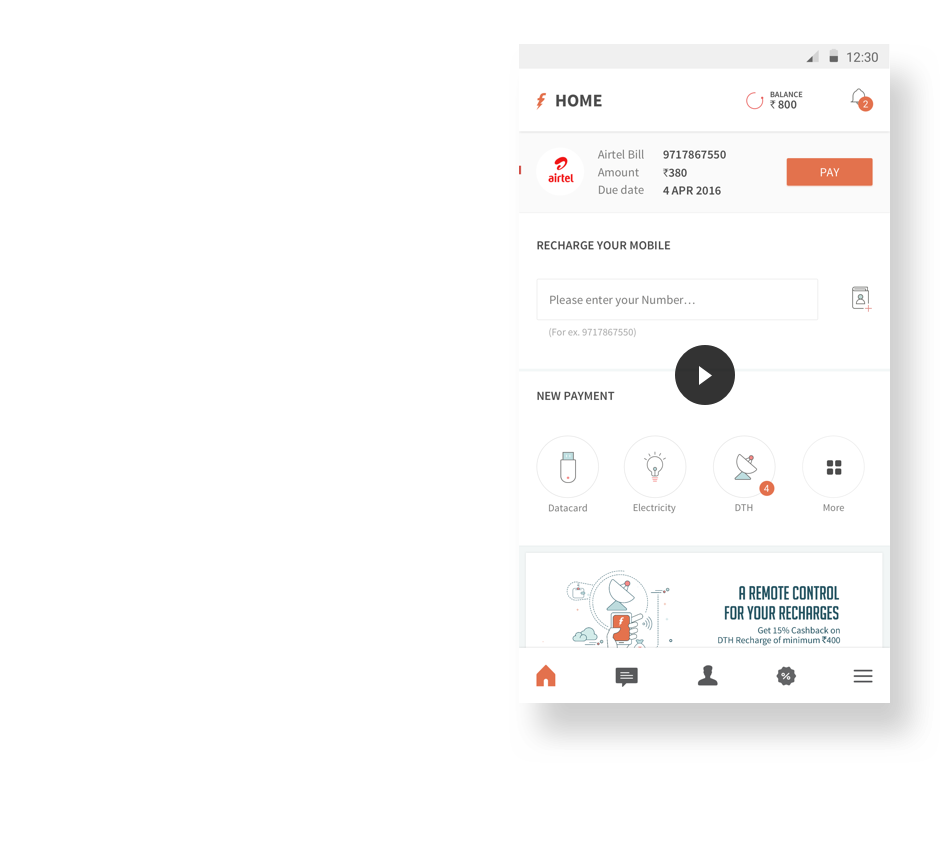 12:30
HOME
BALANCE
₹ 800
2
airtel
Airtel Bill 9717867550
Amount ₹380
Due date 4 APR 2016
PAY
RECHARGE YOUR MOBILE
Please enter your Number...
(For ex. 9717867550)
NEW PAYMENT
4
Datacard Electricity DTH More
A REMOTE CONTROL
FOR YOUR RECHARGES
Get 15% Cashback on
DTH Recharge of minimum ₹400
%